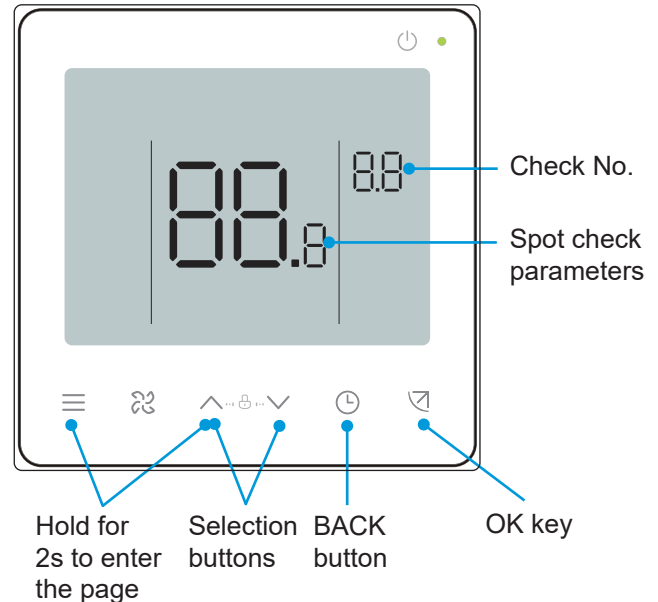 8.8
88.8
Check No.
Spot check
parameters
Hold for
2s to enter
the page
Selection
buttons
BACK
button
OK key